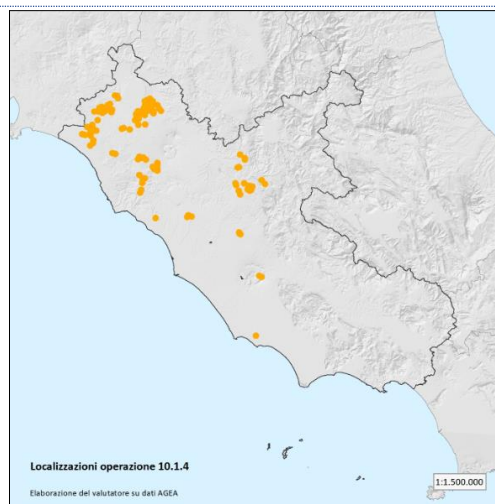 Localizzazioni operazione 10.1.4
1:1.500.000
Elaborazione del valutatore su dati AGEA